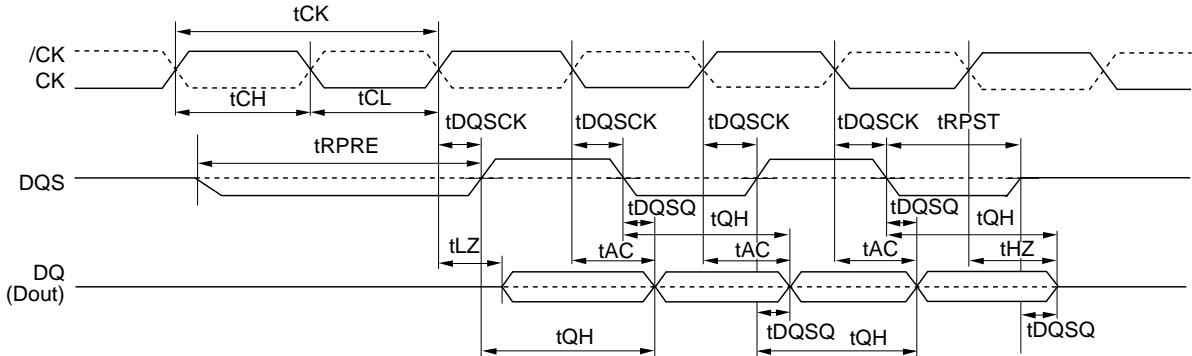 tCK
/CK
CK
tCH
tCL
tDQSCK
tDQSCK
tDQSCK
tDQSCK
tRPST
tRPRE
DQS
tDQSQ
tQH
tDQSQ
tQH
tLZ
tAC
tAC
tAC
tHZ
DQ
(Dout)
tDQSQ
tDQSQ
tQH
tQH